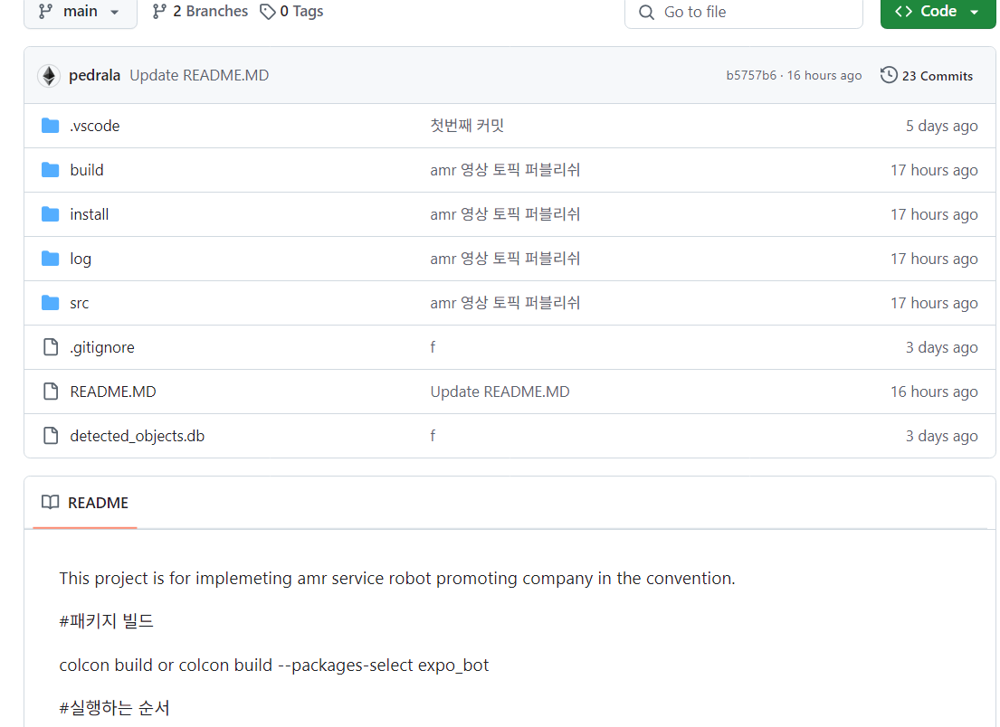 main 2 Branches 0 Tags Go to file Code
pedrala Update README.MD b5757b6 · 16 hours ago 23 Commits
.vscode 첫번째 커밋 5 days ago
build amr 영상 토픽 퍼블리쉬 17 hours ago
install amr 영상 토픽 퍼블리쉬 17 hours ago
log amr 영상 토픽 퍼블리쉬 17 hours ago
src amr 영상 토픽 퍼블리쉬 17 hours ago
.gitignore f 3 days ago
README.MD Update README.MD 16 hours ago
detected_objects.db f 3 days ago
README
This project is for implemeting amr service robot promoting company in the convention.
#패키지 빌드
colcon build or colcon build --packages-select expo_bot
#실행하는 순서